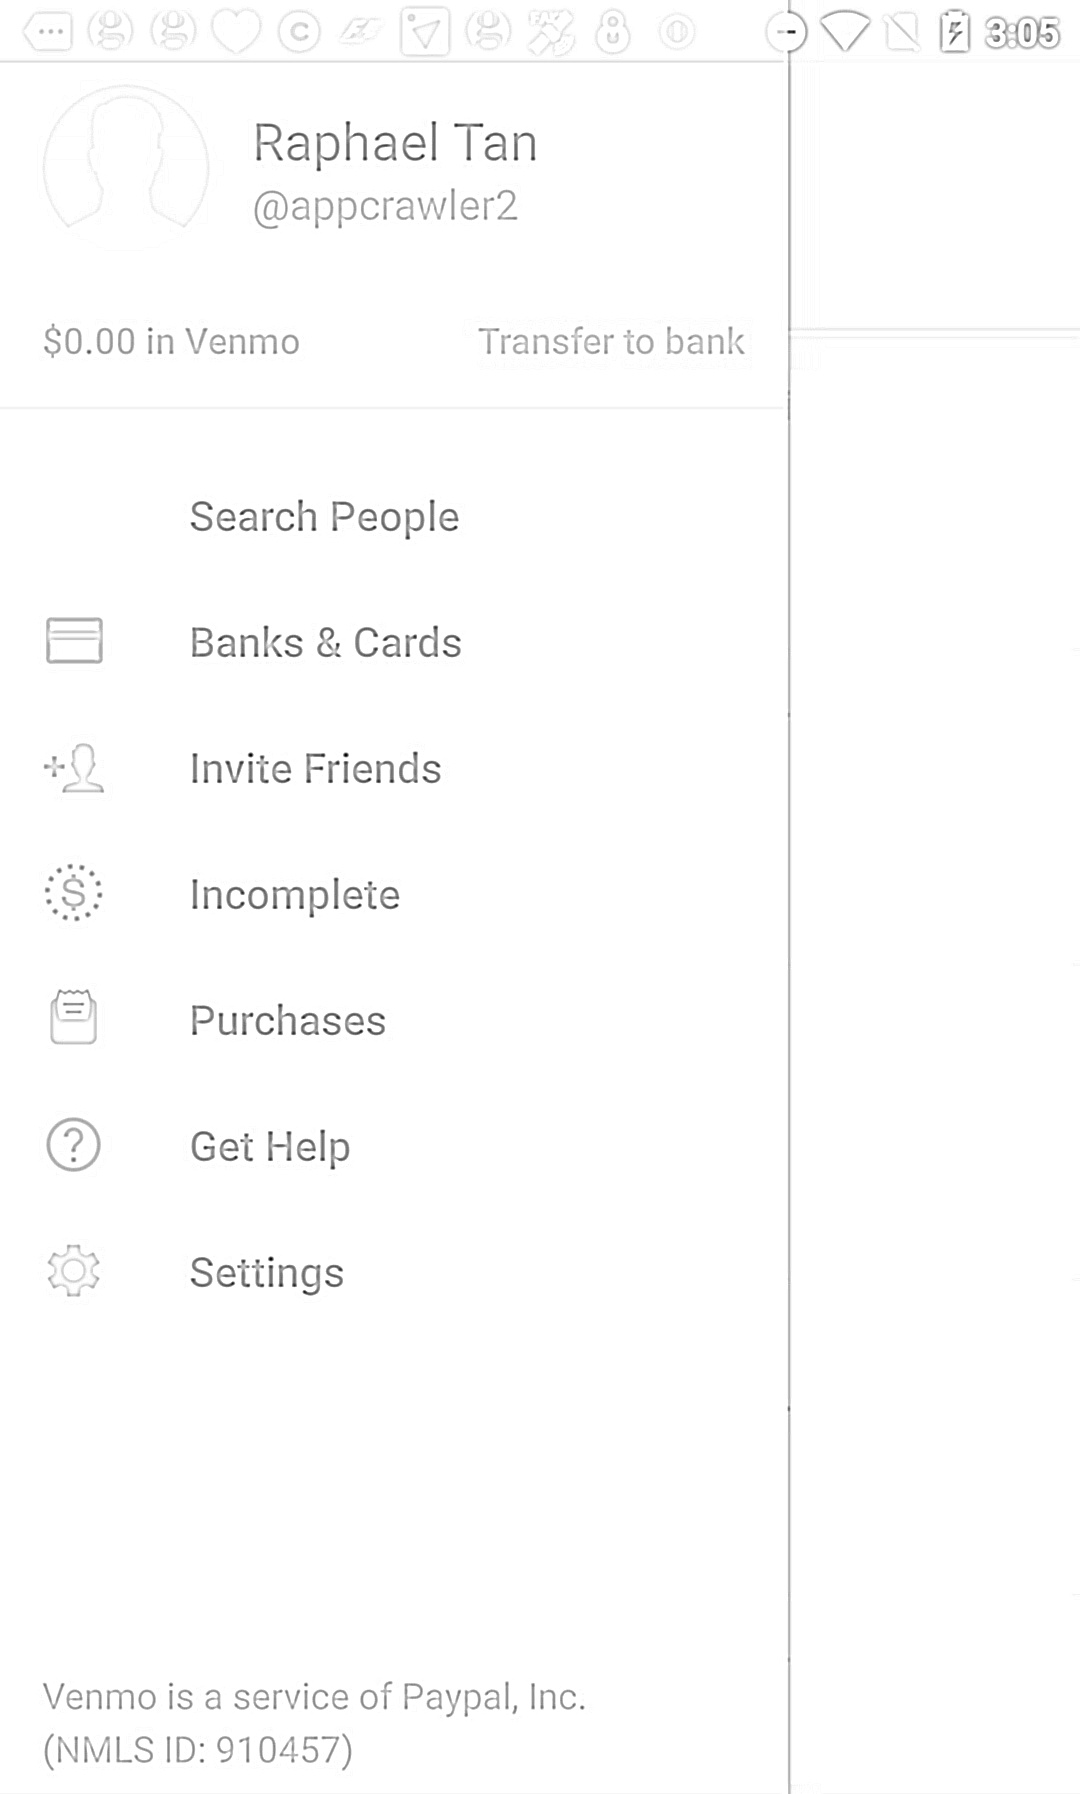 3:05
Raphael Tan
@appcrawler2
$0.00 in Venmo Transfer to bank
Search People
Banks & Cards
Invite Friends
Incomplete
Purchases
Get Help
Settings
Venmo is a service of Paypal, Inc.
(NMLS ID: 910457)